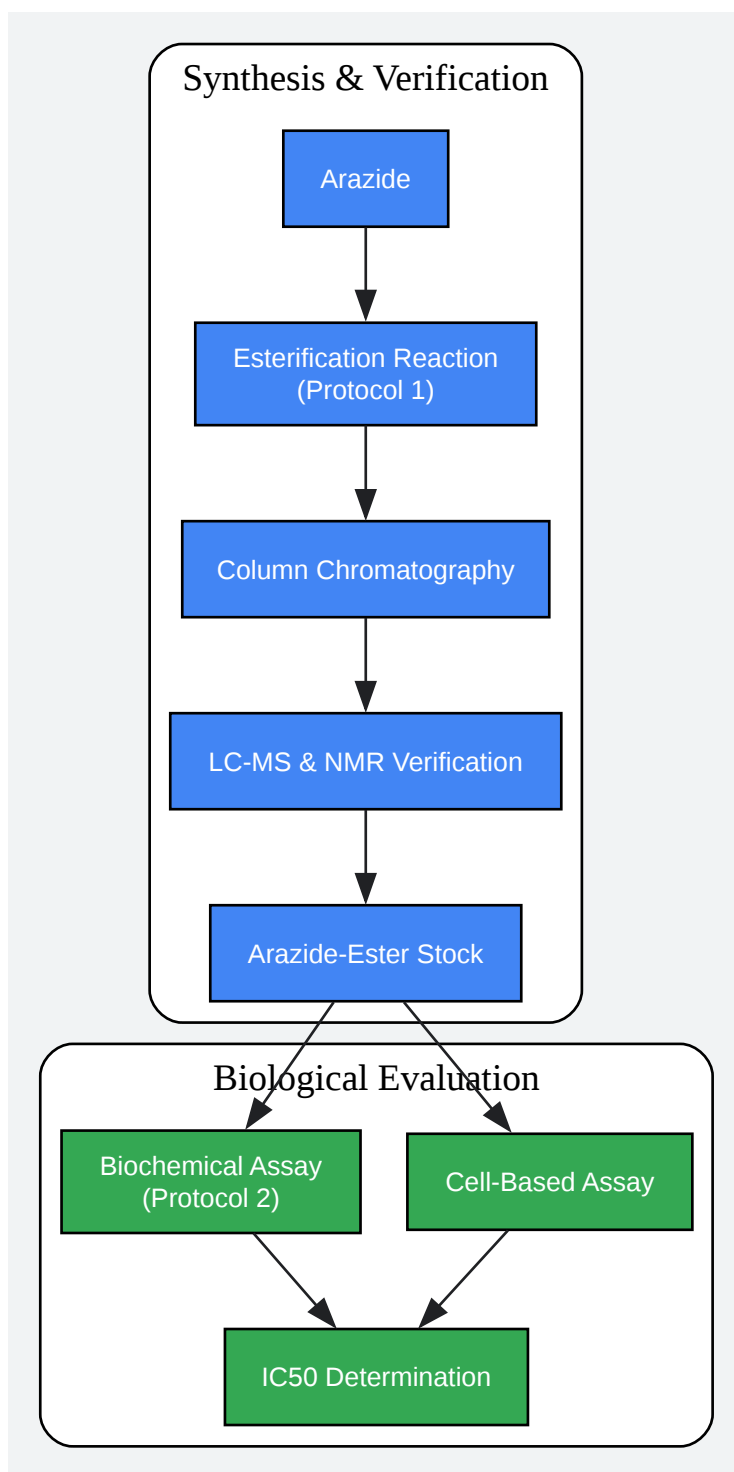 Synthesis & Verification
Arazide
Esterification Reaction
(Protocol 1)
Column Chromatography
LC-MS & NMR Verification
Arazide-Ester Stock
Biological Evaluation
Biochemical Assay
(Protocol 2)
Cell-Based Assay
IC50 Determination